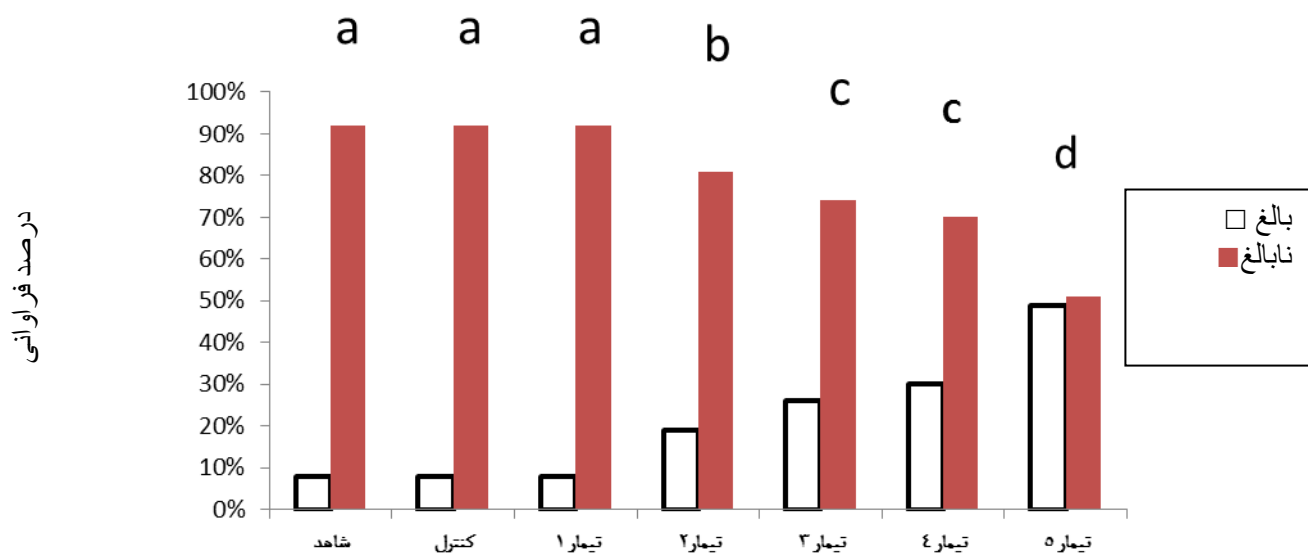 a a a b c c d
100%
90%
80%
70%
60%
50%
40%
30%
20%
10%
0%
درصد فراوانی
بالغ
نابالغ
شاهد کنترل تیمار۱ تیمار۲ تیمار۳ تیمار٤ تیمار۵